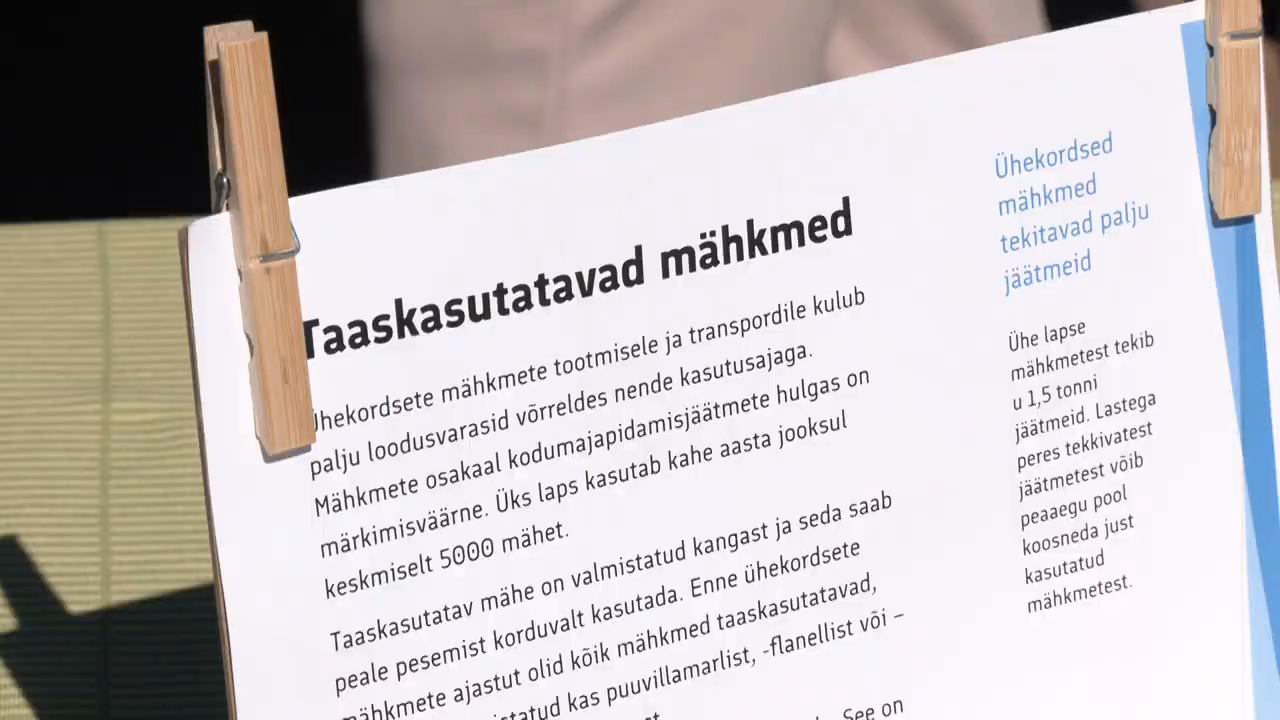 Taaskasutatavad mähkmed
Ühekordsete mähkmete tootmisele ja transpordile kulub
palju loodusvarasid võrreldes nende kasutusajaga.
Mähkmete osakaal kodumajapidamisjäätmete hulgas on
märkimisväärne. Üks laps kasutab kahe aasta jooksul
keskmiselt 5000 mähet.
Taaskasutatav mähe on valmistatud kangast ja seda saab
peale pesemist korduvalt kasutada. Enne ühekordsete
mähkmete ajastut olid kõik mähkmed taaskasutatavad,
kas puuvillamarlist, -flanellist või –
See on
Ühekordsed
mähkmed
tekitavad palju
jäätmeid
Ühe lapse
mähkmetest tekib
u 1,5 tonni
jäätmeid. Lastega
peres tekkivatest
jäätmetest võib
peaaegu pool
koosneda just
kasutatud
mähkmetest.